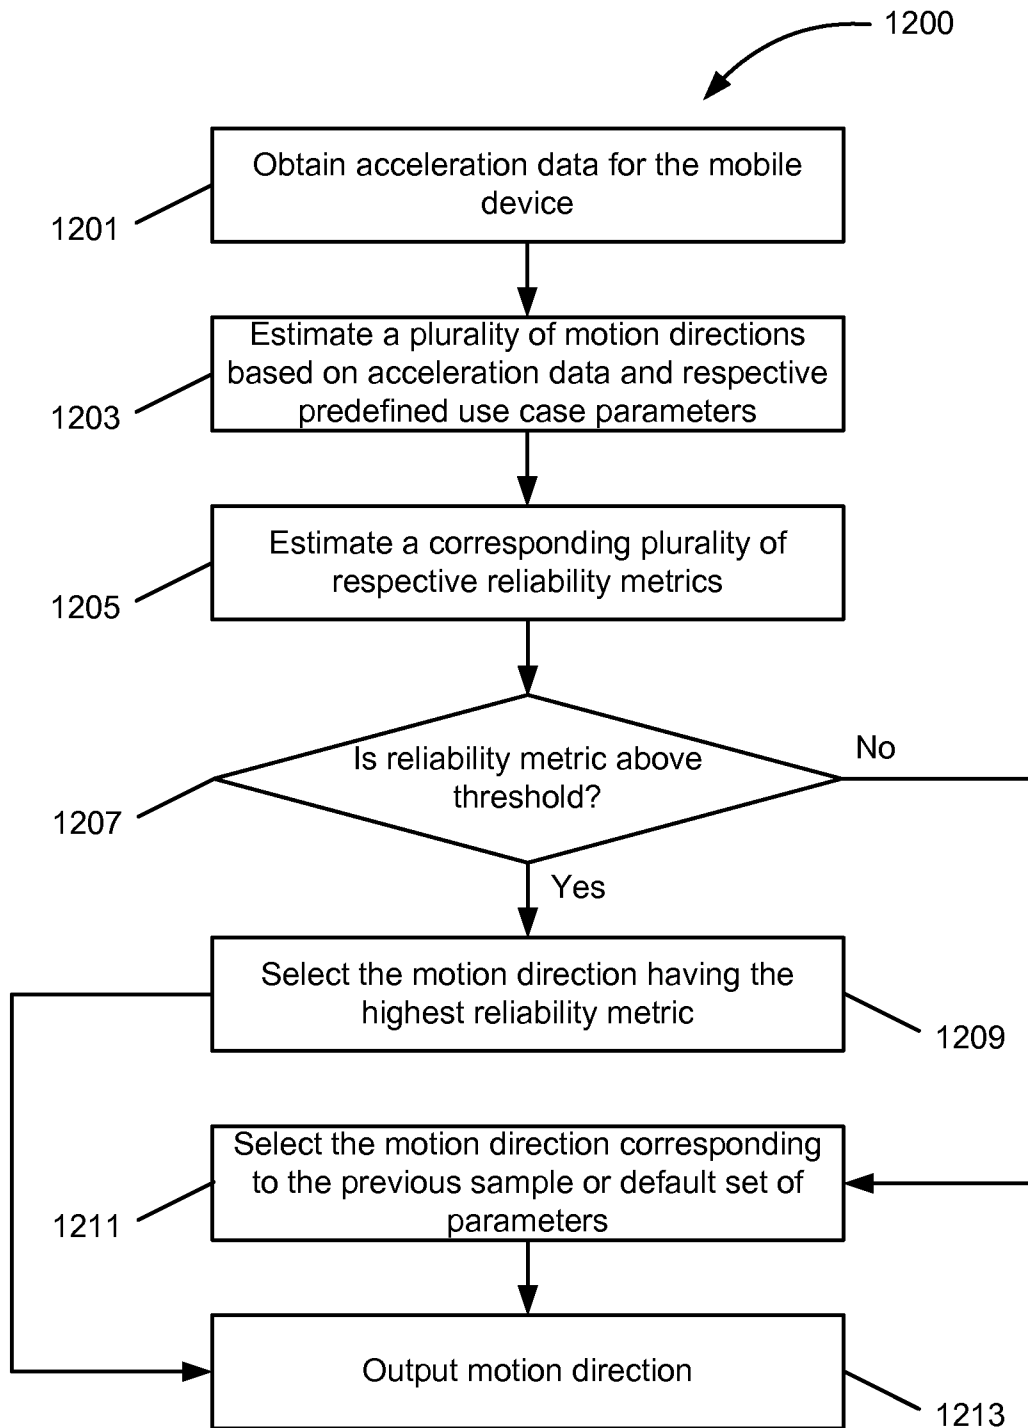 1200
Obtain acceleration data for the mobile
device
1201
Estimate a plurality of motion directions
based on acceleration data and respective
predefined use case parameters
1203
Estimate a corresponding plurality of
respective reliability metrics
1205
Is reliability metric above
threshold?
No
1207
Yes
Select the motion direction having the
highest reliability metric
1209
Select the motion direction corresponding
to the previous sample or default set of
parameters
1211
Output motion direction
1213